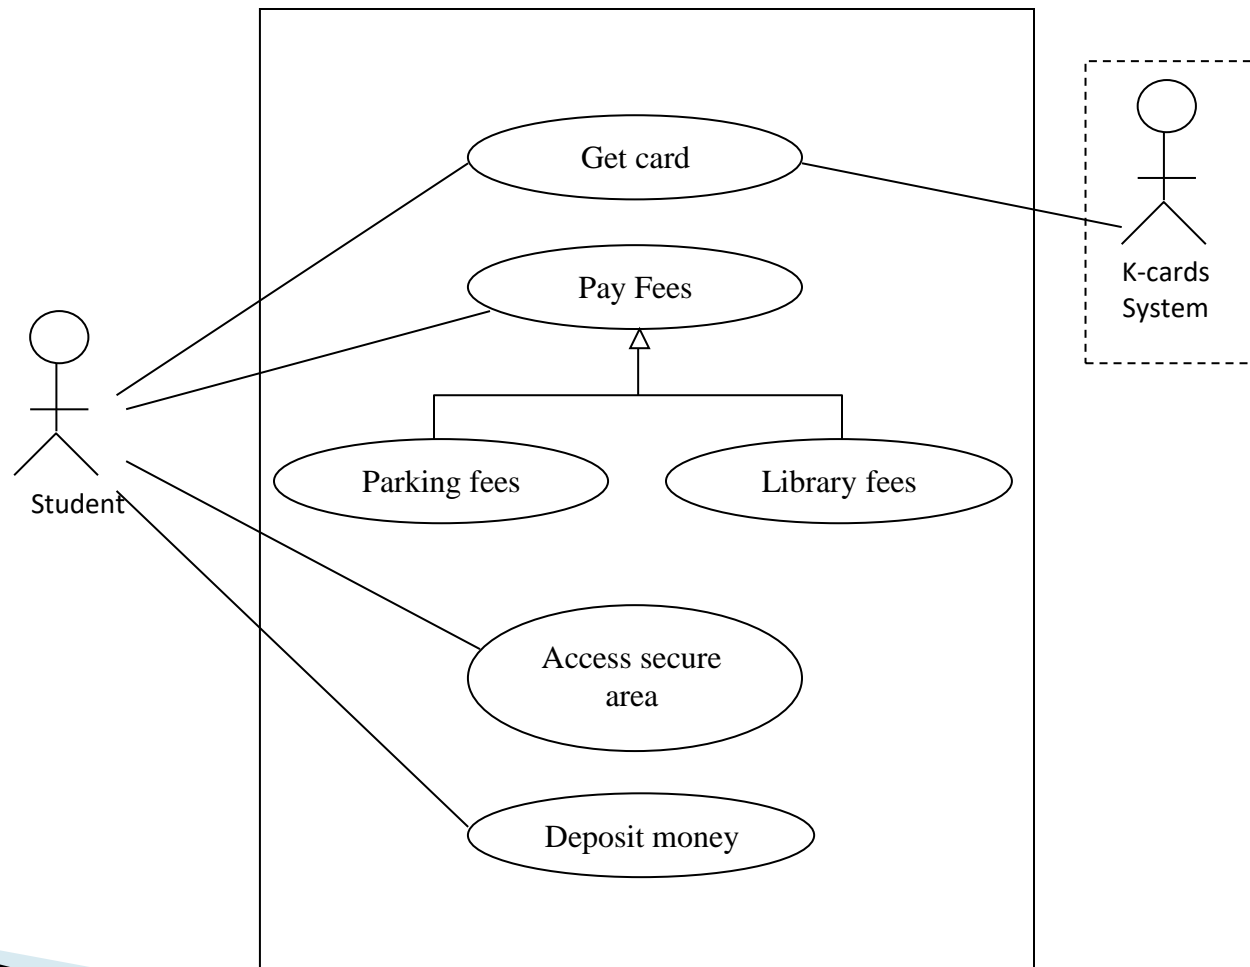 Get card
K-cards
System
Pay Fees
Student
Parking fees
Library fees
Access secure
area
Deposit money